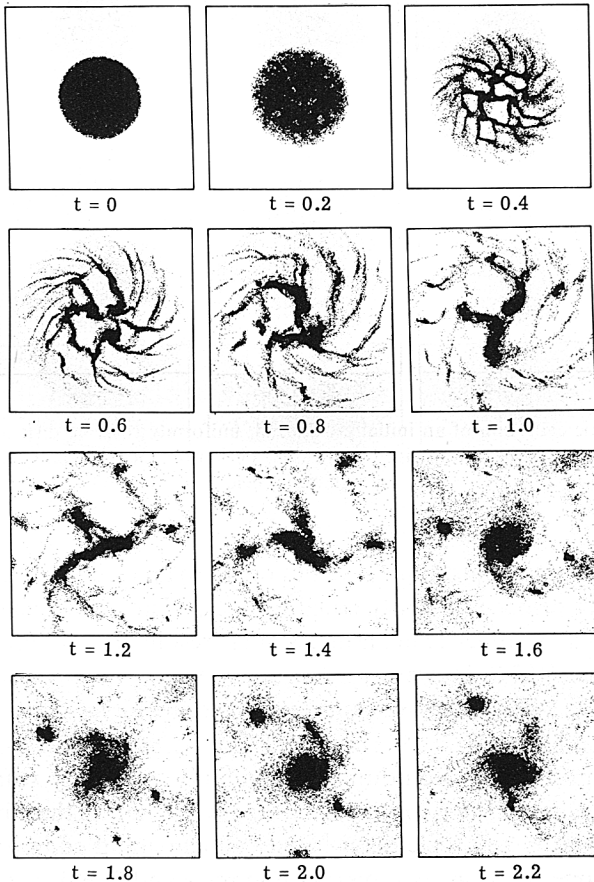 t = 0
t = 0.2
t = 0.4
t = 0.6
t = 0.8
t = 1.0
t = 1.2
t = 1.4
t = 1.6
t = 1.8
t = 2.0
t = 2.2